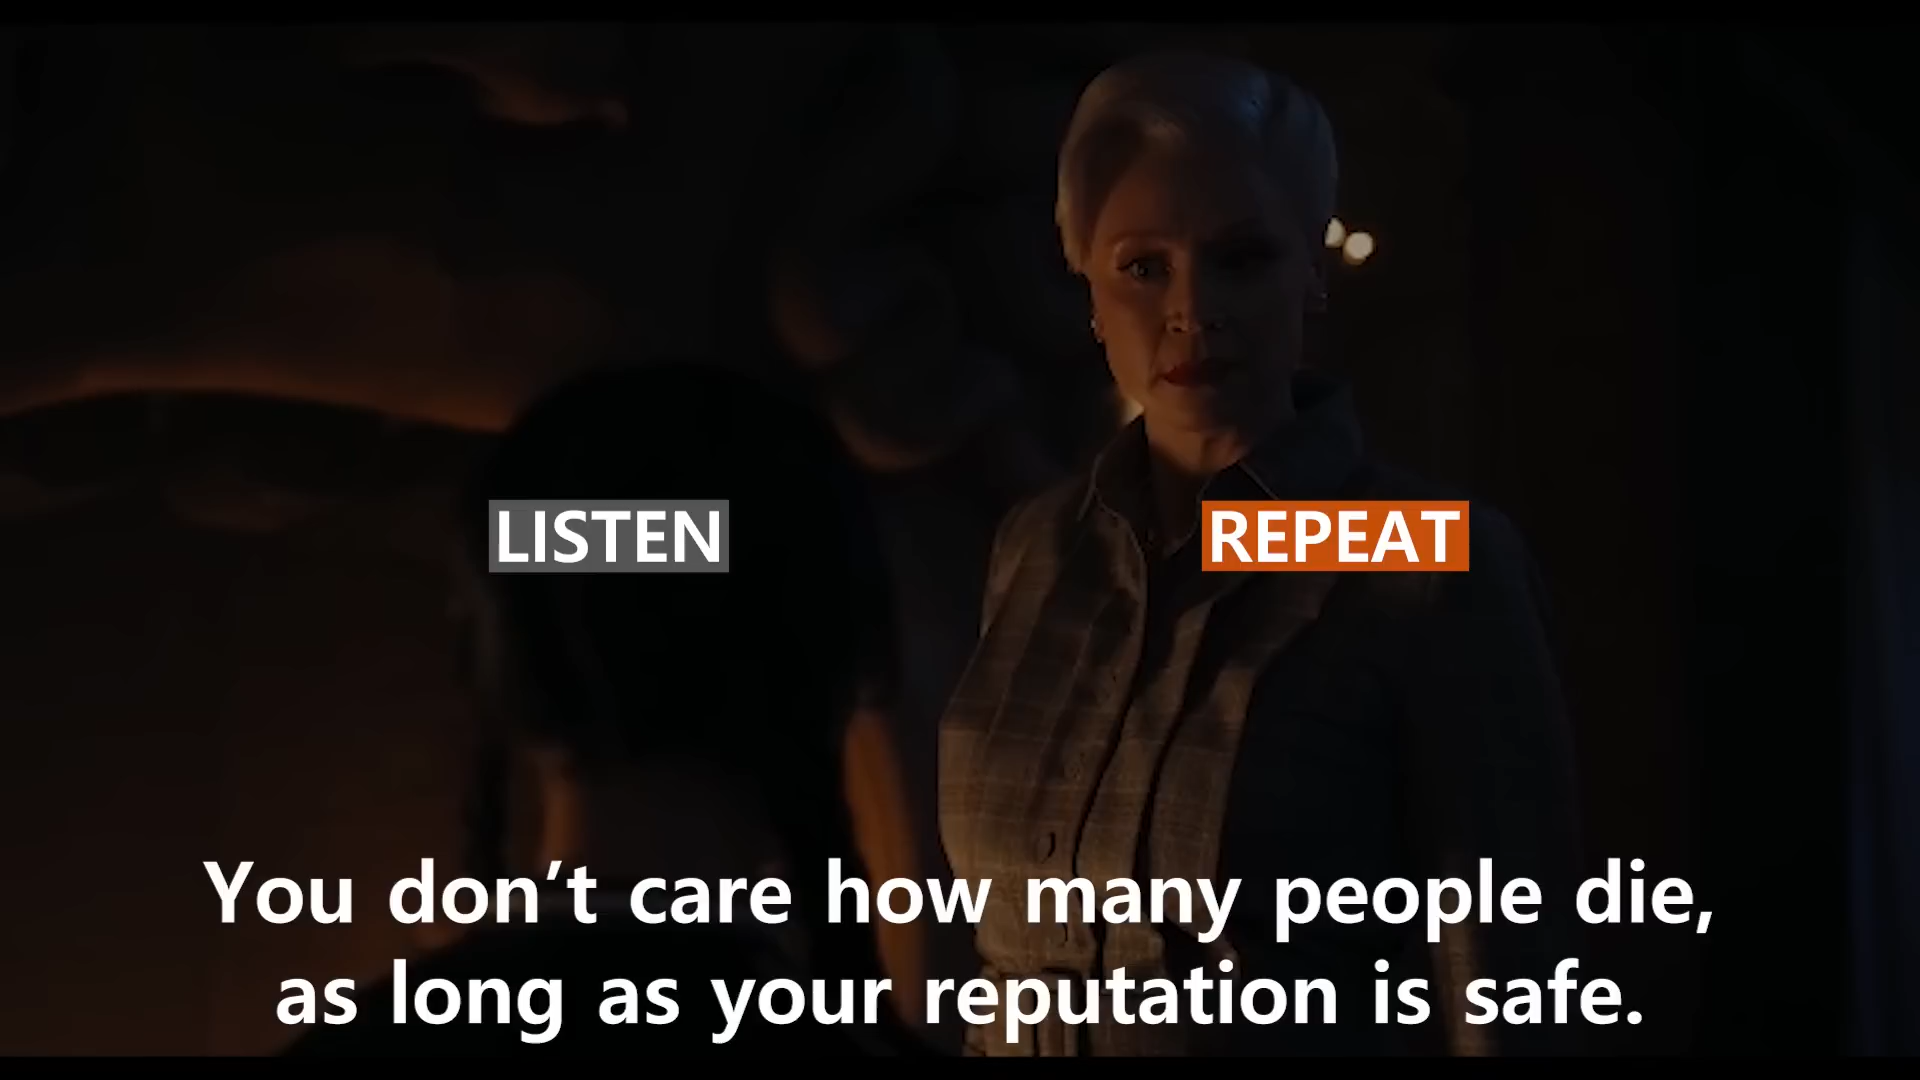 LISTEN
REPEAT
You don’t care how many people die,
as long as your reputation is safe.